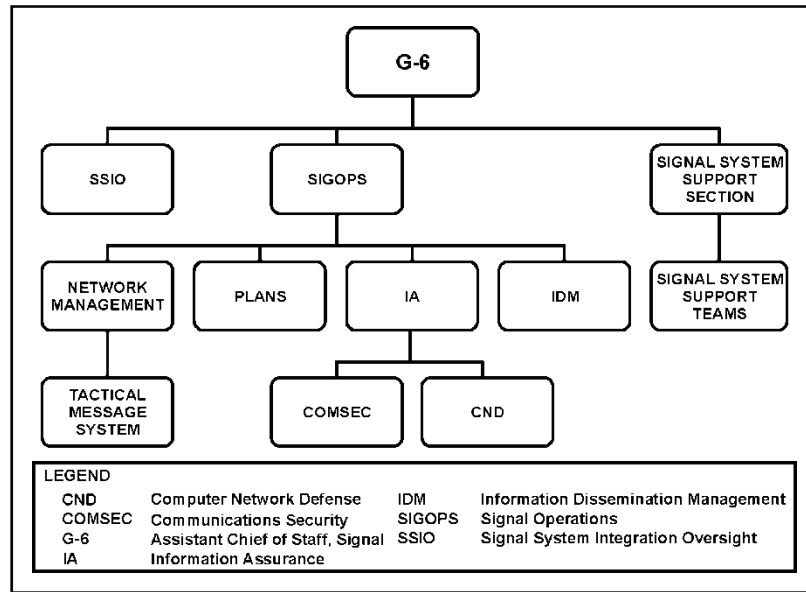 G-6
SSIO
SIGOPS
SIGNAL SYSTEM
SUPPORT
SECTION
NETWORK
MANAGEMENT
PLANS
IA
IDM
SIGNAL SYSTEM
SUPPORT
TEAMS
TACTICAL
MESSAGE
SYSTEM
COMSEC
CND
LEGEND
CND Computer Network Defense IDM Information Dissemination Management
COMSEC Communications Security SIGOPS Signal Operations
G-6 Assistant Chief of Staff, Signal SSIO Signal System Integration Oversight
IA Information Assurance